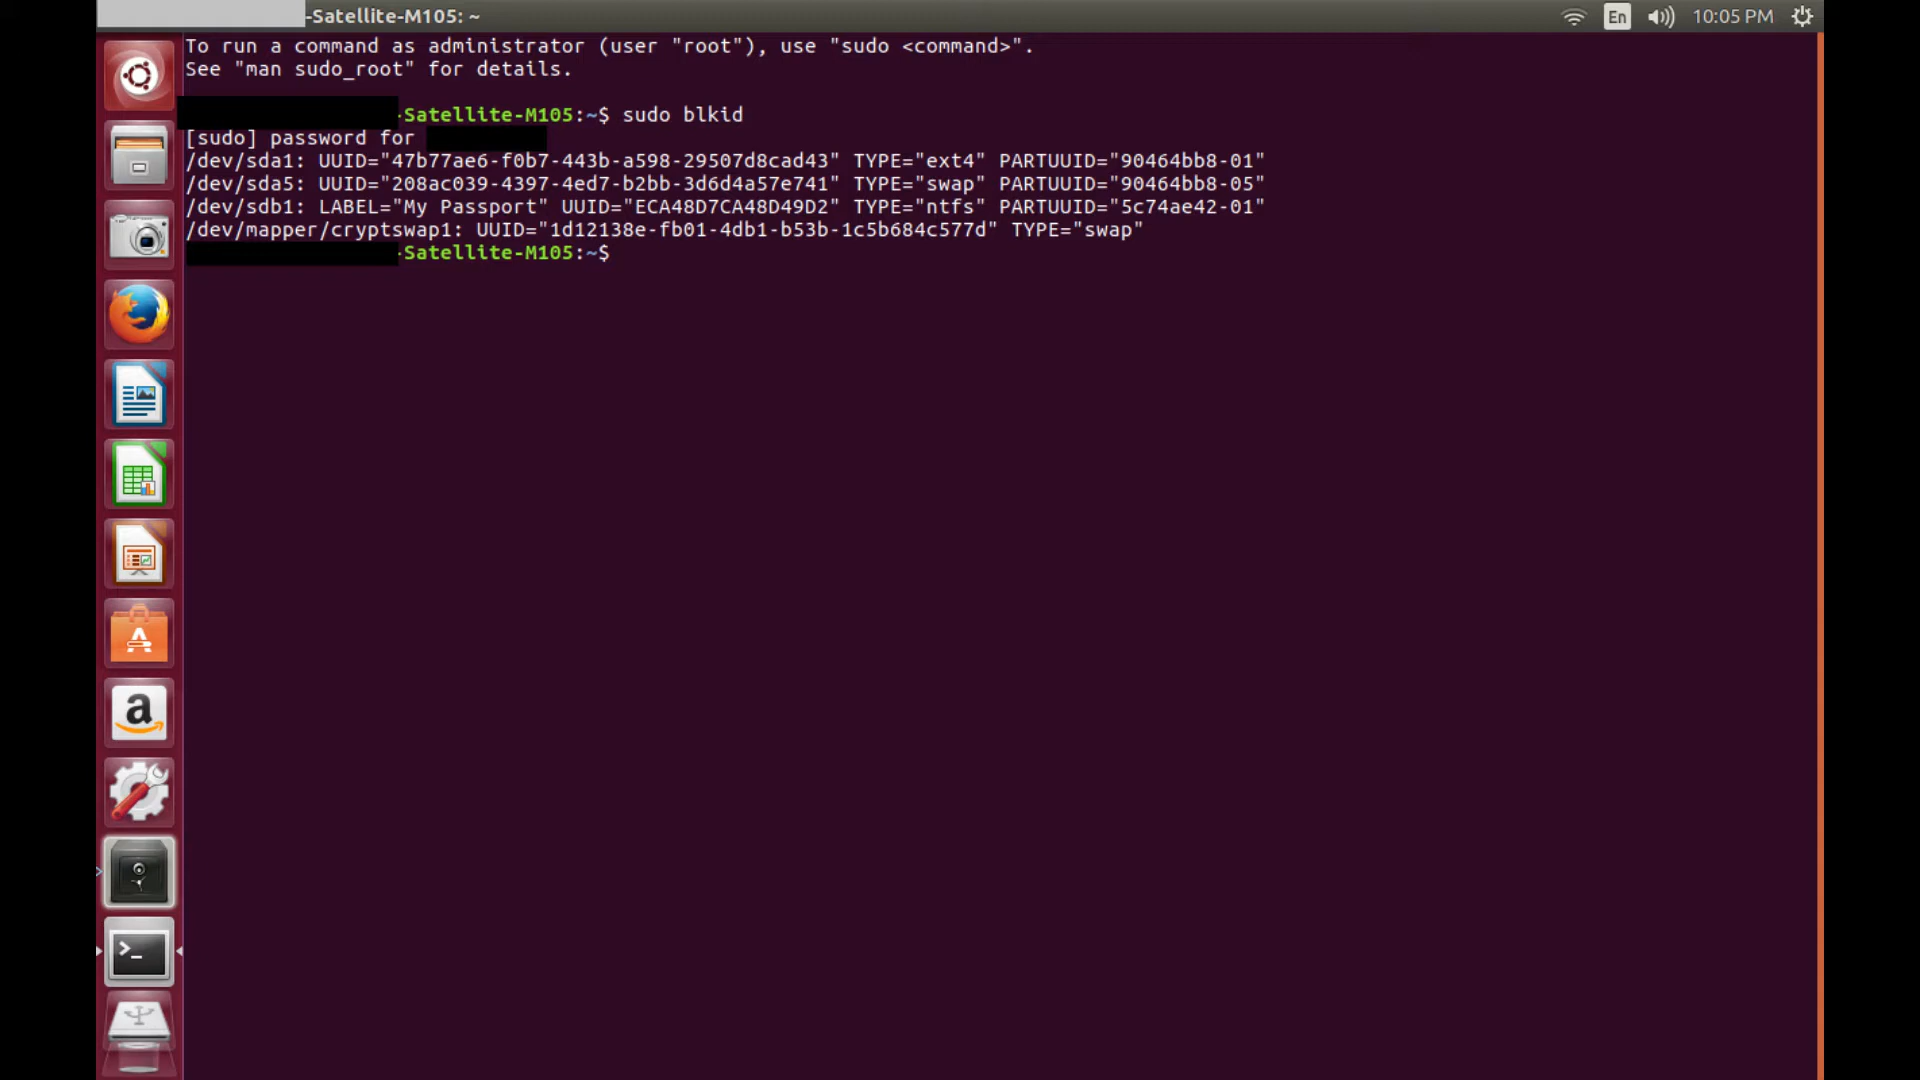 -Satellite-M105: ~
En
10:05 PM
To run a command as administrator (user "root"), use "sudo <command>".
See "man sudo_root" for details.
-Satellite-M105:~$ sudo blkid
[sudo] password for
/dev/sda1: UUID="47b77ae6-f0b7-443b-a598-29507d8cad43" TYPE="ext4" PARTUUID="90464bb8-01"
/dev/sda5: UUID="208ac039-4397-4ed7-b2bb-3d6d4a57e741" TYPE="swap" PARTUUID="90464bb8-05"
/dev/sdb1: LABEL="My Passport" UUID="ECA48D7CA48D49D2" TYPE="ntfs" PARTUUID="5c74ae42-01"
/dev/mapper/cryptswap1: UUID="1d12138e-fb01-4db1-b53b-1c5b684c577d" TYPE="swap"
-Satellite-M105:~$